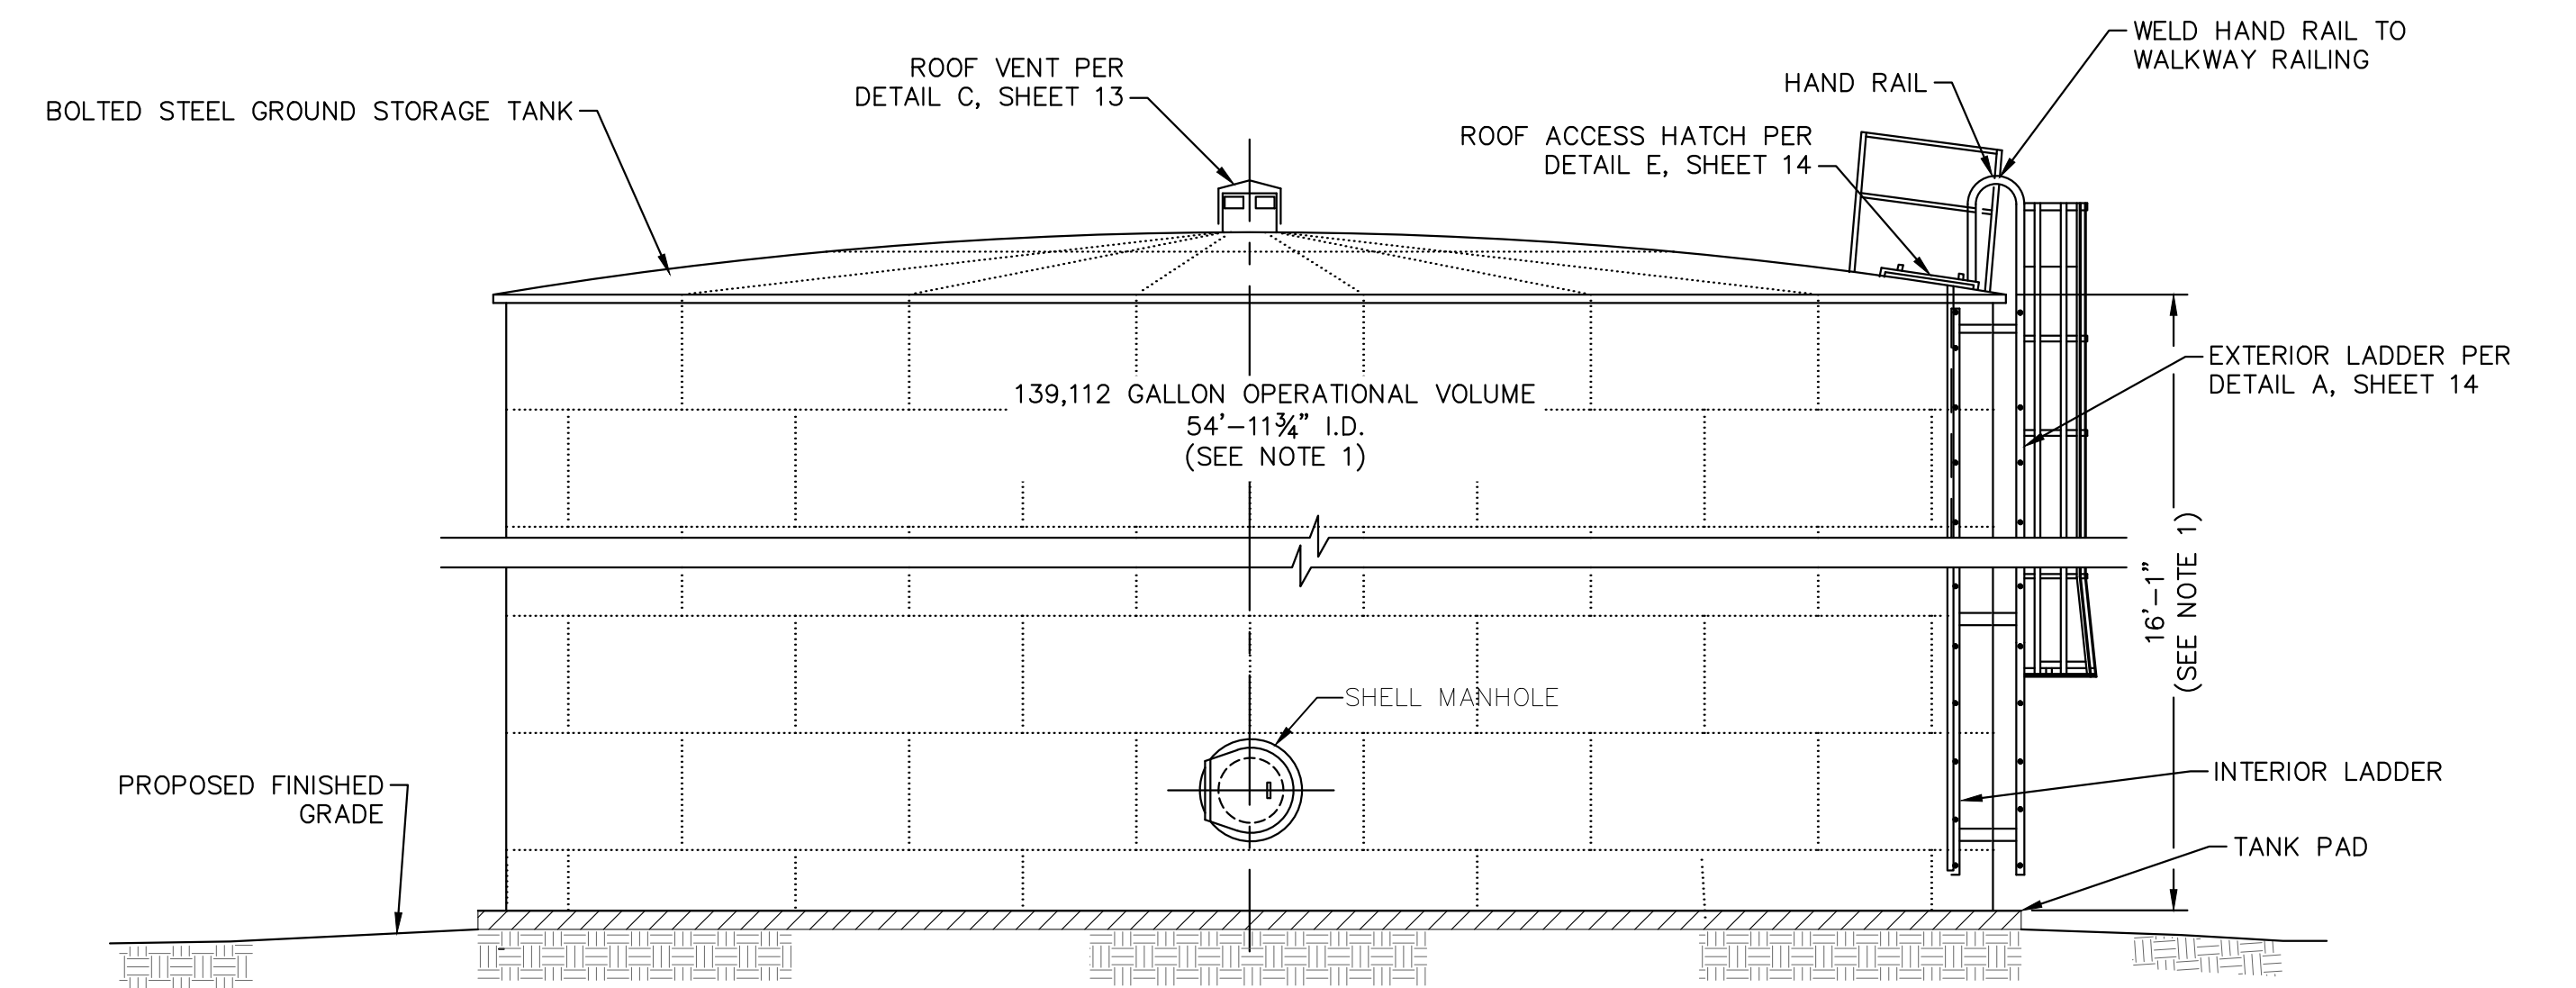 WELD HAND RAIL TO
WALKWAY RAILING
ROOF VENT PER
DETAIL C, SHEET 13
HAND RAIL
BOLTED STEEL GROUND STORAGE TANK
ROOF ACCESS HATCH PER
DETAIL E, SHEET 14
EXTERIOR LADDER PER
DETAIL A, SHEET 14
139,112 GALLON OPERATIONAL VOLUME
54'-11¾" I.D.
(SEE NOTE 1)
16'-1"
(SEE NOTE 1)
SHELL MANHOLE
PROPOSED FINISHED
GRADE
INTERIOR LADDER
TANK PAD